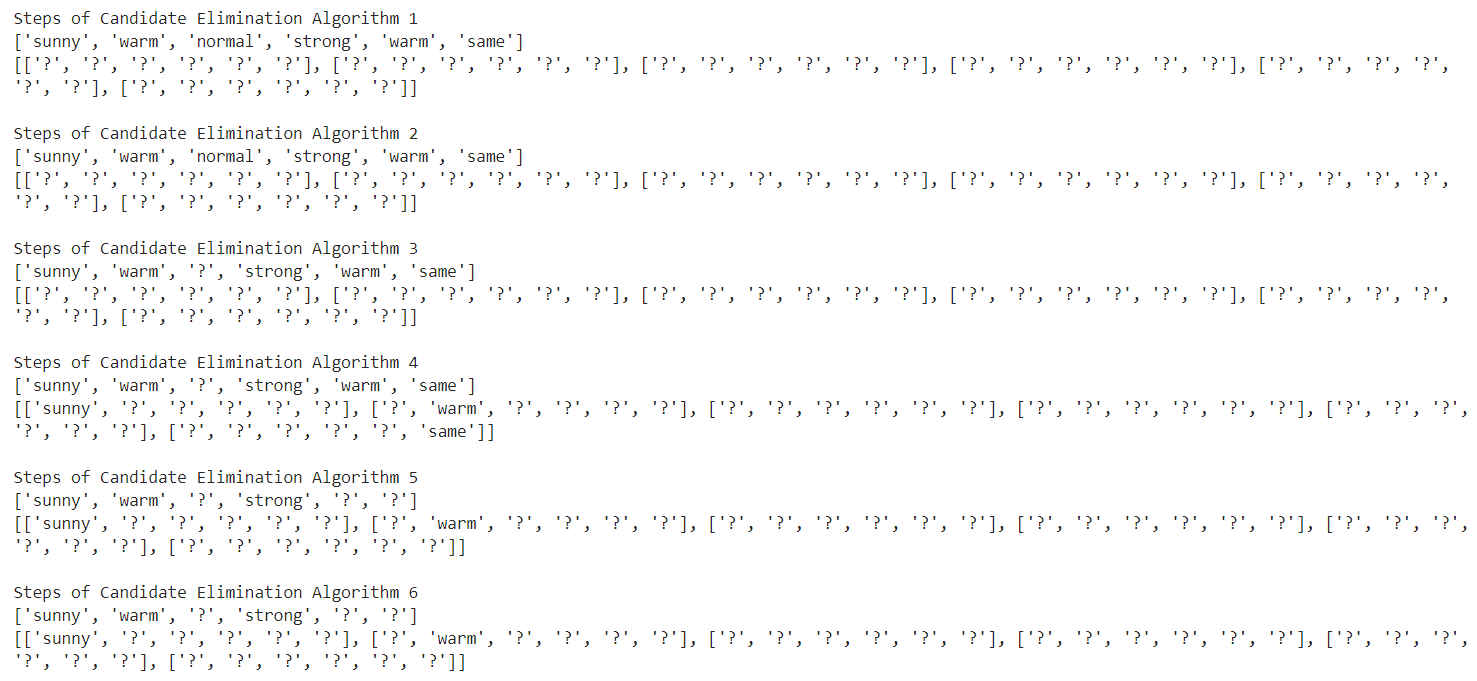 Steps of Candidate Elimination Algorithm 1
['sunny', 'warm', 'normal', 'strong', 'warm', 'same']
[['?', '?', '?', '?', '?', '?'], ['?', '?', '?', '?', '?', '?'], ['?', '?', '?', '?', '?', '?'], ['?', '?', '?', '?', '?', '?'], ['?', '?', '?', '?',
'?', '?'], ['?', '?', '?', '?', '?', '?']]
Steps of Candidate Elimination Algorithm 2
['sunny', 'warm', 'normal', 'strong', 'warm', 'same']
[['?', '?', '?', '?', '?', '?'], ['?', '?', '?', '?', '?', '?'], ['?', '?', '?', '?', '?', '?'], ['?', '?', '?', '?', '?', '?'], ['?', '?', '?', '?',
'?', '?'], ['?', '?', '?', '?', '?', '?']]
Steps of Candidate Elimination Algorithm 3
['sunny', 'warm', '?', 'strong', 'warm', 'same']
[['?', '?', '?', '?', '?', '?'], ['?', '?', '?', '?', '?', '?'], ['?', '?', '?', '?', '?', '?'], ['?', '?', '?', '?', '?', '?'], ['?', '?', '?', '?',
'?', '?'], ['?', '?', '?', '?', '?', '?']]
Steps of Candidate Elimination Algorithm 4
['sunny', 'warm', '?', 'strong', 'warm', 'same']
[['sunny', '?', '?', '?', '?', '?'], ['?', 'warm', '?', '?', '?', '?'], ['?', '?', '?', '?', '?', '?'], ['?', '?', '?', '?', '?', '?'], ['?', '?', '?',
'?', '?', '?'], ['?', '?', '?', '?', '?', 'same']]
Steps of Candidate Elimination Algorithm 5
['sunny', 'warm', '?', 'strong', '?', '?']
[['sunny', '?', '?', '?', '?', '?'], ['?', 'warm', '?', '?', '?', '?'], ['?', '?', '?', '?', '?', '?'], ['?', '?', '?', '?', '?', '?'], ['?', '?', '?',
'?', '?', '?'], ['?', '?', '?', '?', '?', '?']]
Steps of Candidate Elimination Algorithm 6
['sunny', 'warm', '?', 'strong', '?', '?']
[['sunny', '?', '?', '?', '?', '?'], ['?', 'warm', '?', '?', '?', '?'], ['?', '?', '?', '?', '?', '?'], ['?', '?', '?', '?', '?', '?'], ['?', '?', '?',
'?', '?', '?'], ['?', '?', '?', '?', '?', '?']]